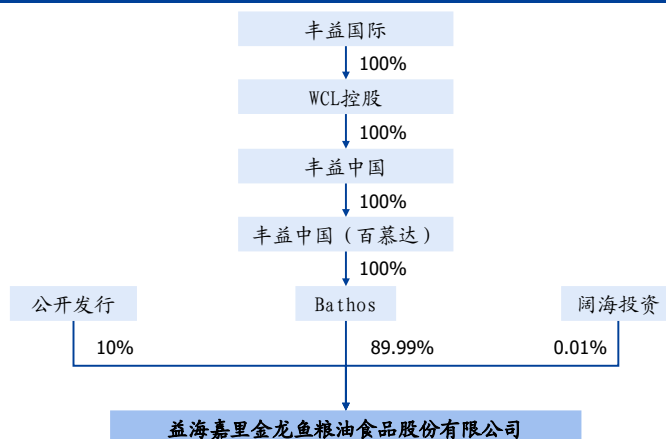 丰益国际
100%
WCL控股
100%
丰益中国
100%
丰益中国（百慕达）
100%
公开发行
Bathos
阔海投资
10%
89.99%
0.01%
益海嘉里金龙鱼粮油食品股份有限公司